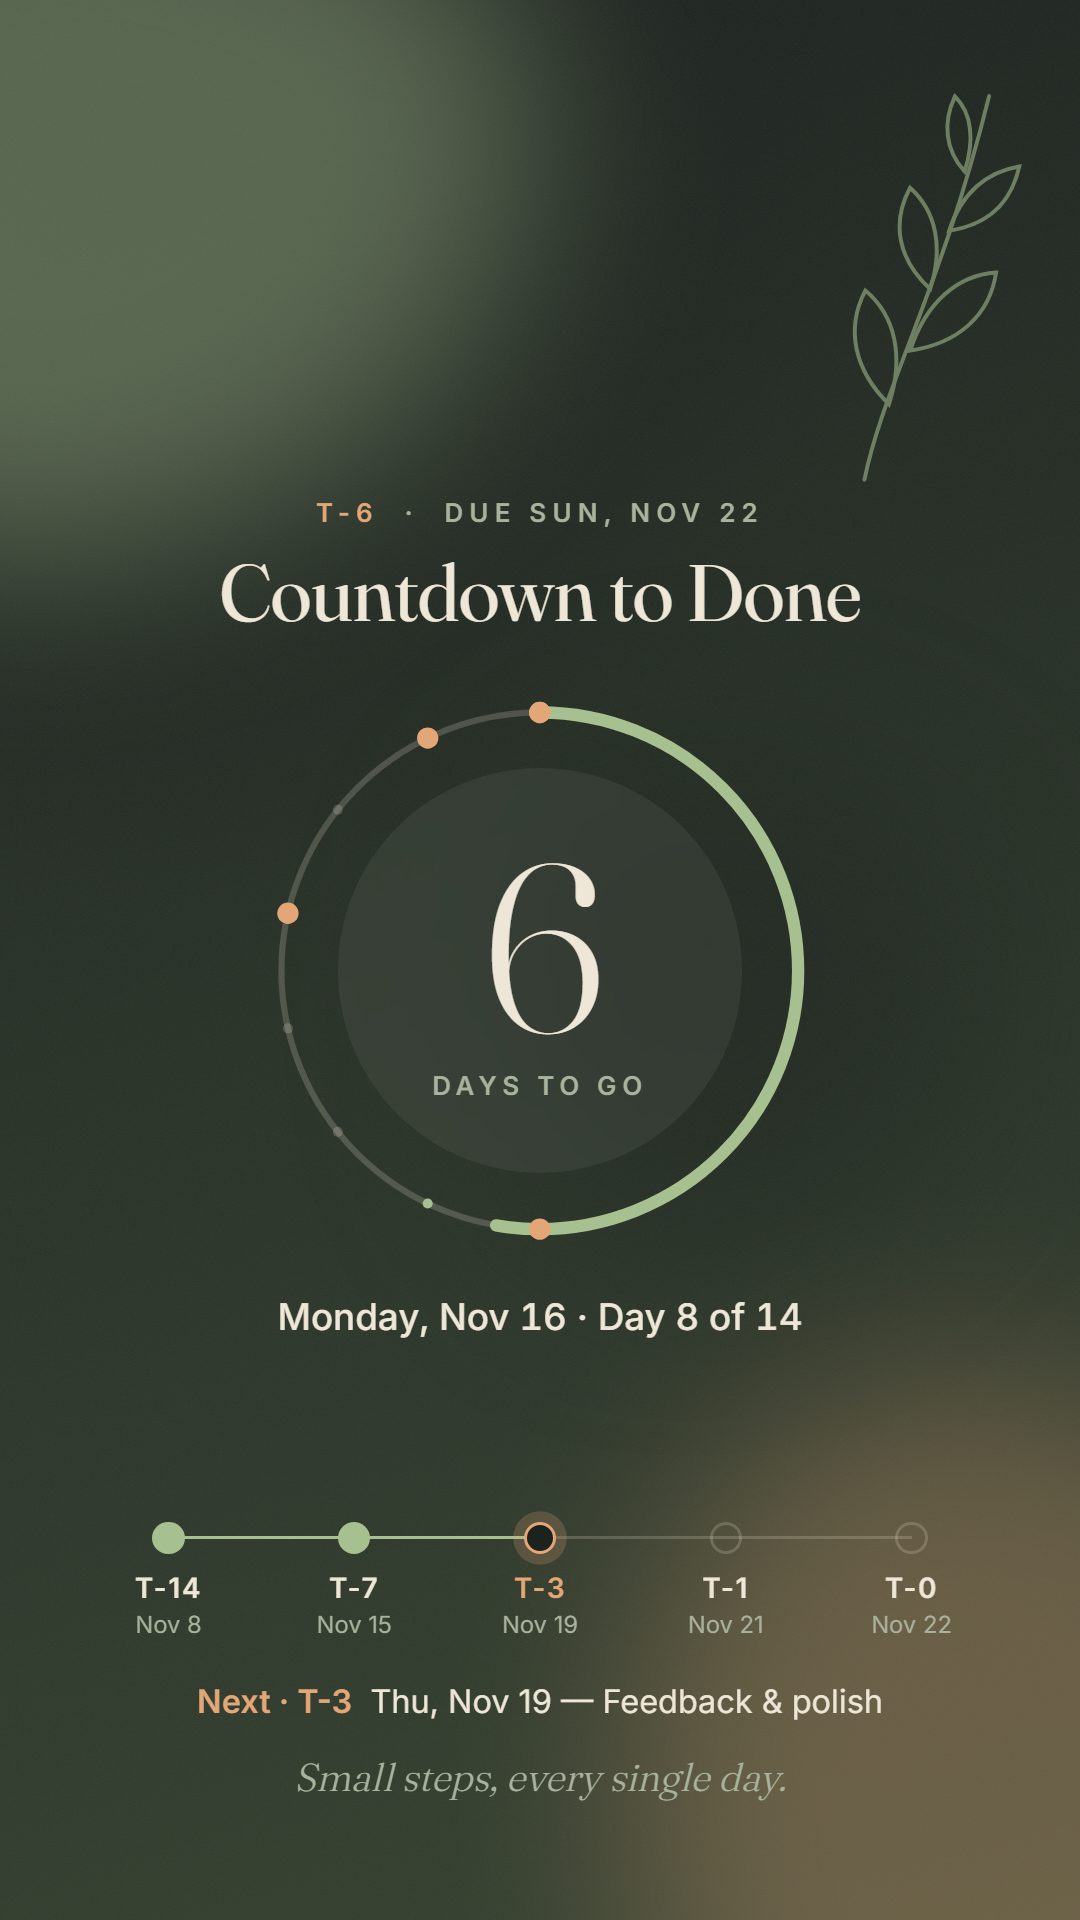 T-6 · DUE SUN, NOV 22
Countdown to Done
6
DAYS TO GO
Monday, Nov 16 · Day 8 of 14
T-14 T-7 T-3 T-1 T-0
Nov 8 Nov 15 Nov 19 Nov 21 Nov 22
Next · T-3 Thu, Nov 19 — Feedback & polish
Small steps, every single day.